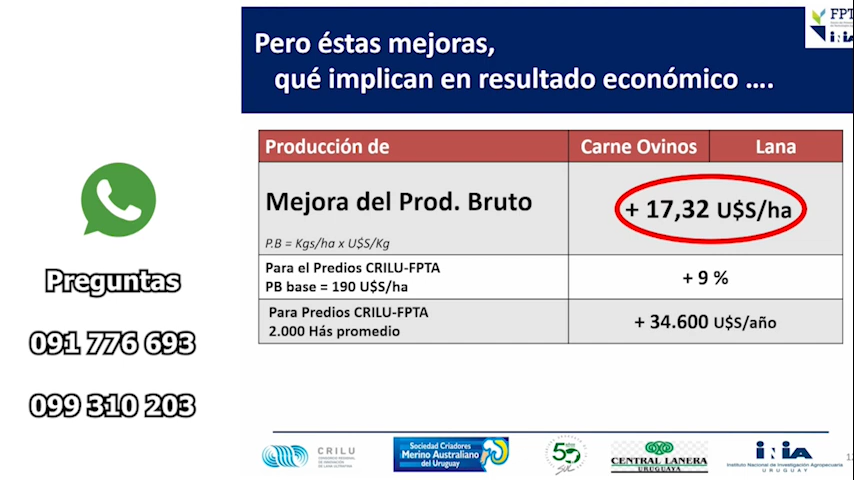 Pero éstas mejoras,
qué implican en resultado económico ....
FPT
INIA
Producción de
Carne Ovinos
Lana
Mejora del Prod. Bruto
P.B = Kgs/ha x U$S/Kg
+ 17,32 U$S/ha
Para el Predios CRILU-FPTA
PB base = 190 U$S/ha
+ 9 %
Para Predios CRILU-FPTA
2.000 Hás promedio
+ 34.600 U$S/año
Preguntas
091 776 693
099 310 203
CRILU
Sociedad Criadores
Merino Australiano
del Uruguay
50
SUL
CENTRAL LANERA
URUGUAYA
INIA
Instituto Nacional de Investigación Agropecuaria
URUGUAY